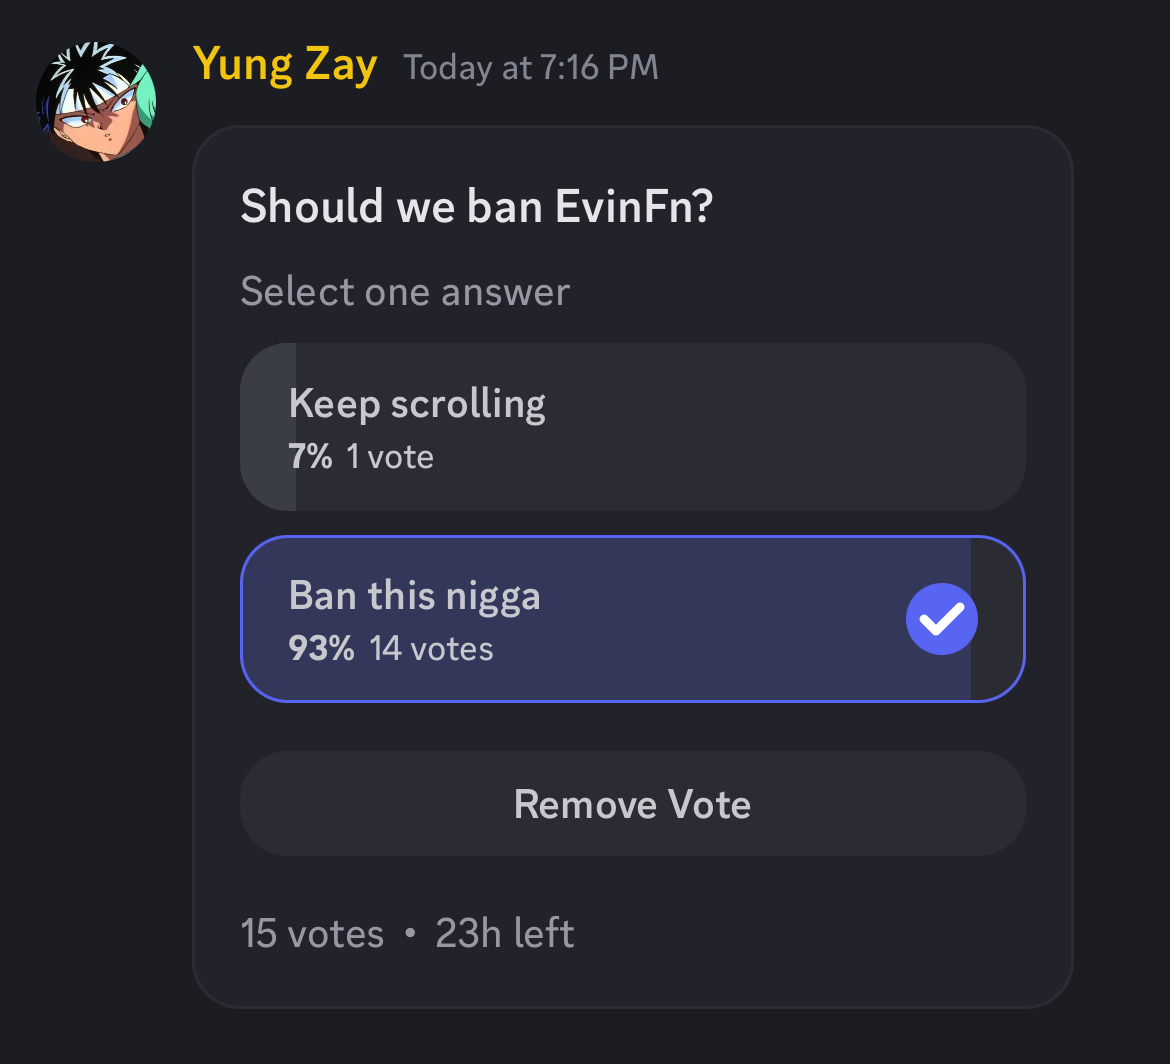 Yung Zay Today at 7:16 PM
Should we ban EvinFn?
Select one answer
Keep scrolling
7% 1 vote
Ban this nigga
93% 14 votes
Remove Vote
15 votes • 23h left